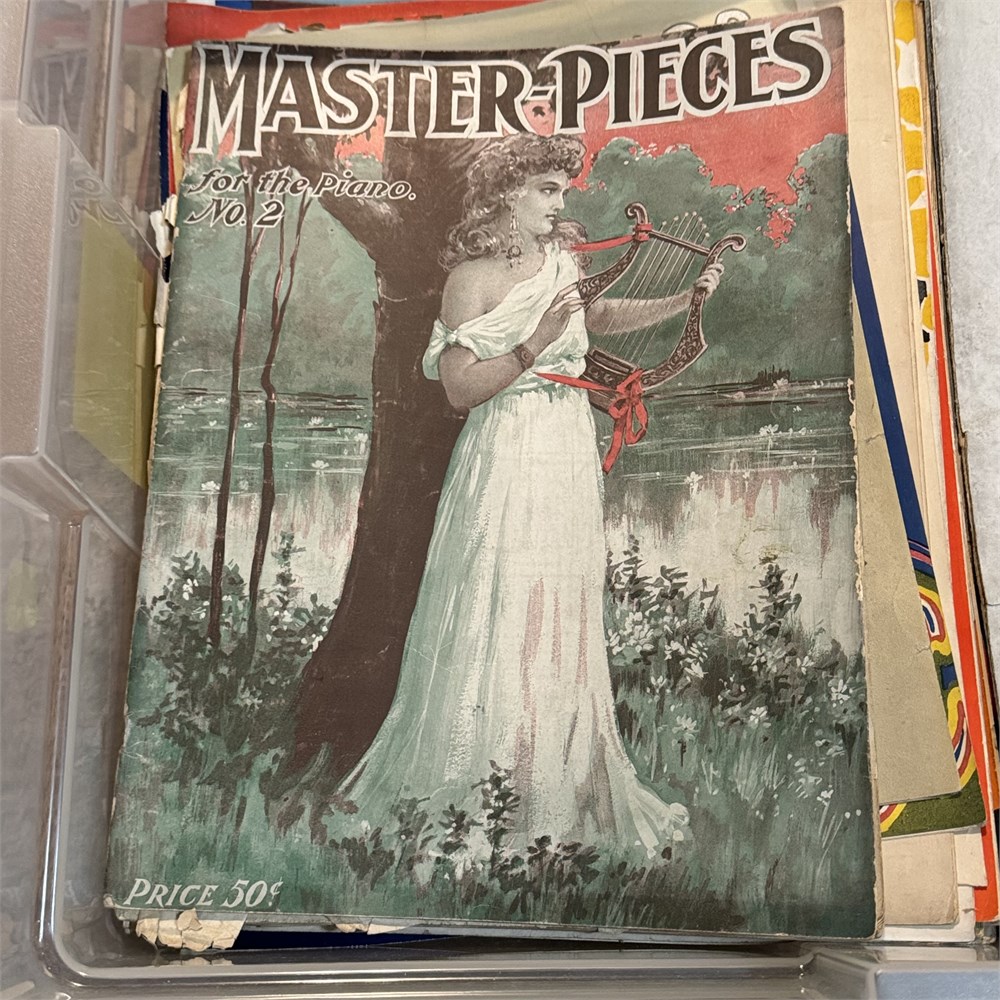 MASTER-PIECES
for the Piano.
No. 2
PRICE 50¢